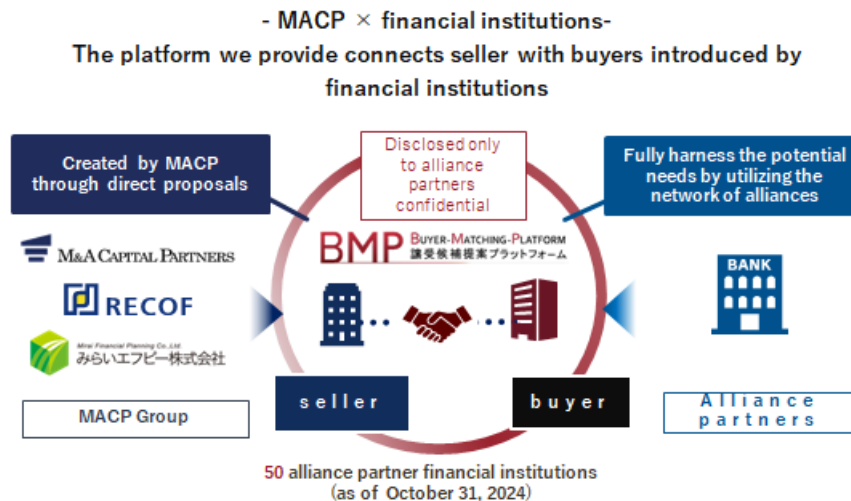 - MACP × financial institutions-
The platform we provide connects seller with buyers introduced by
financial institutions
Created by MACP
through direct proposals
Disclosed only
to alliance
partners
confidential
Fully harness the potential
needs by utilizing the
network of alliances
M&A CAPITAL PARTNERS
RECOF
Mirai Financial Planning Co.,Ltd.
みらいエフピー株式会社
MACP Group
BMP BUYER-MATCHING-PLATFORM
譲受候補提案プラットフォーム
seller
buyer
BANK
Alliance
partners
50 alliance partner financial institutions
(as of October 31, 2024)